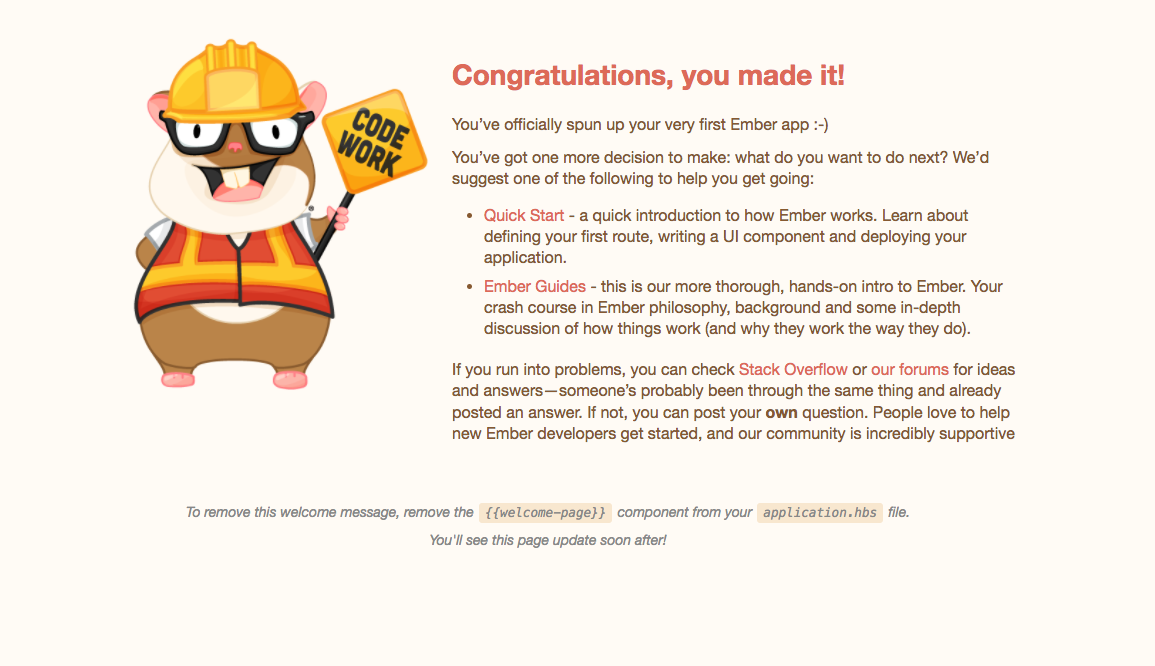 CODE
WORK
Congratulations, you made it!
You’ve officially spun up your very first Ember app :-)
You’ve got one more decision to make: what do you want to do next? We’d
suggest one of the following to help you get going:
• Quick Start - a quick introduction to how Ember works. Learn about
defining your first route, writing a UI component and deploying your
application.
• Ember Guides - this is our more thorough, hands-on intro to Ember. Your
crash course in Ember philosophy, background and some in-depth
discussion of how things work (and why they work the way they do).
If you run into problems, you can check Stack Overflow or our forums for ideas
and answers—someone’s probably been through the same thing and already
posted an answer. If not, you can post your own question. People love to help
new Ember developers get started, and our community is incredibly supportive
To remove this welcome message, remove the {{welcome-page}} component from your application.hbs file.
You'll see this page update soon after!